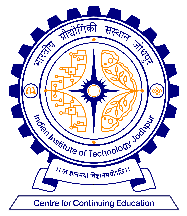 भारतीय प्रौद्योगिकी संस्थान जोधपुर
Indian Institute of Technology Jodhpur
Centre for Continuing Education